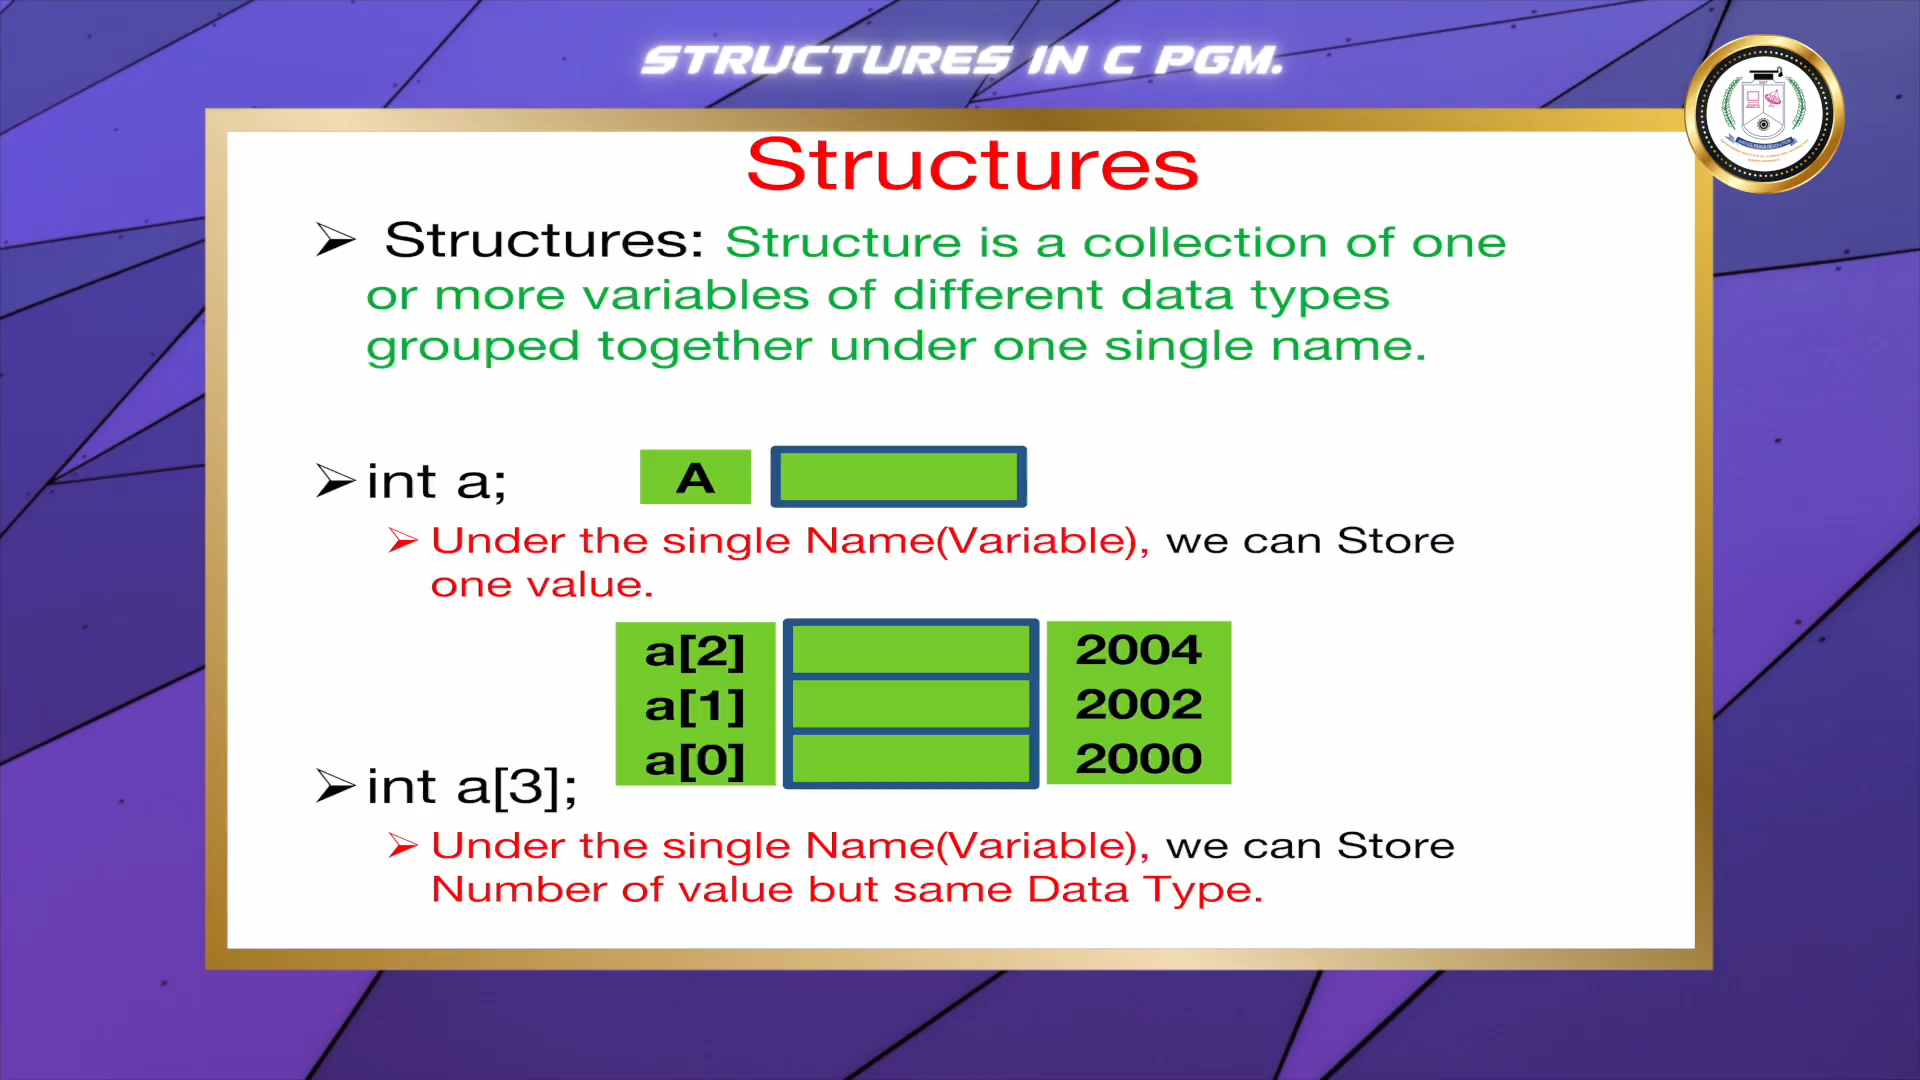 STRUCTURES IN C PGM.
Structures
➢ Structures: Structure is a collection of one
or more variables of different data types
grouped together under one single name.
➢ int a; A
➢ Under the single Name(Variable), we can Store
one value.
a[2] 2004
a[1] 2002
a[0] 2000
➢ int a[3];
➢ Under the single Name(Variable), we can Store
Number of value but same Data Type.